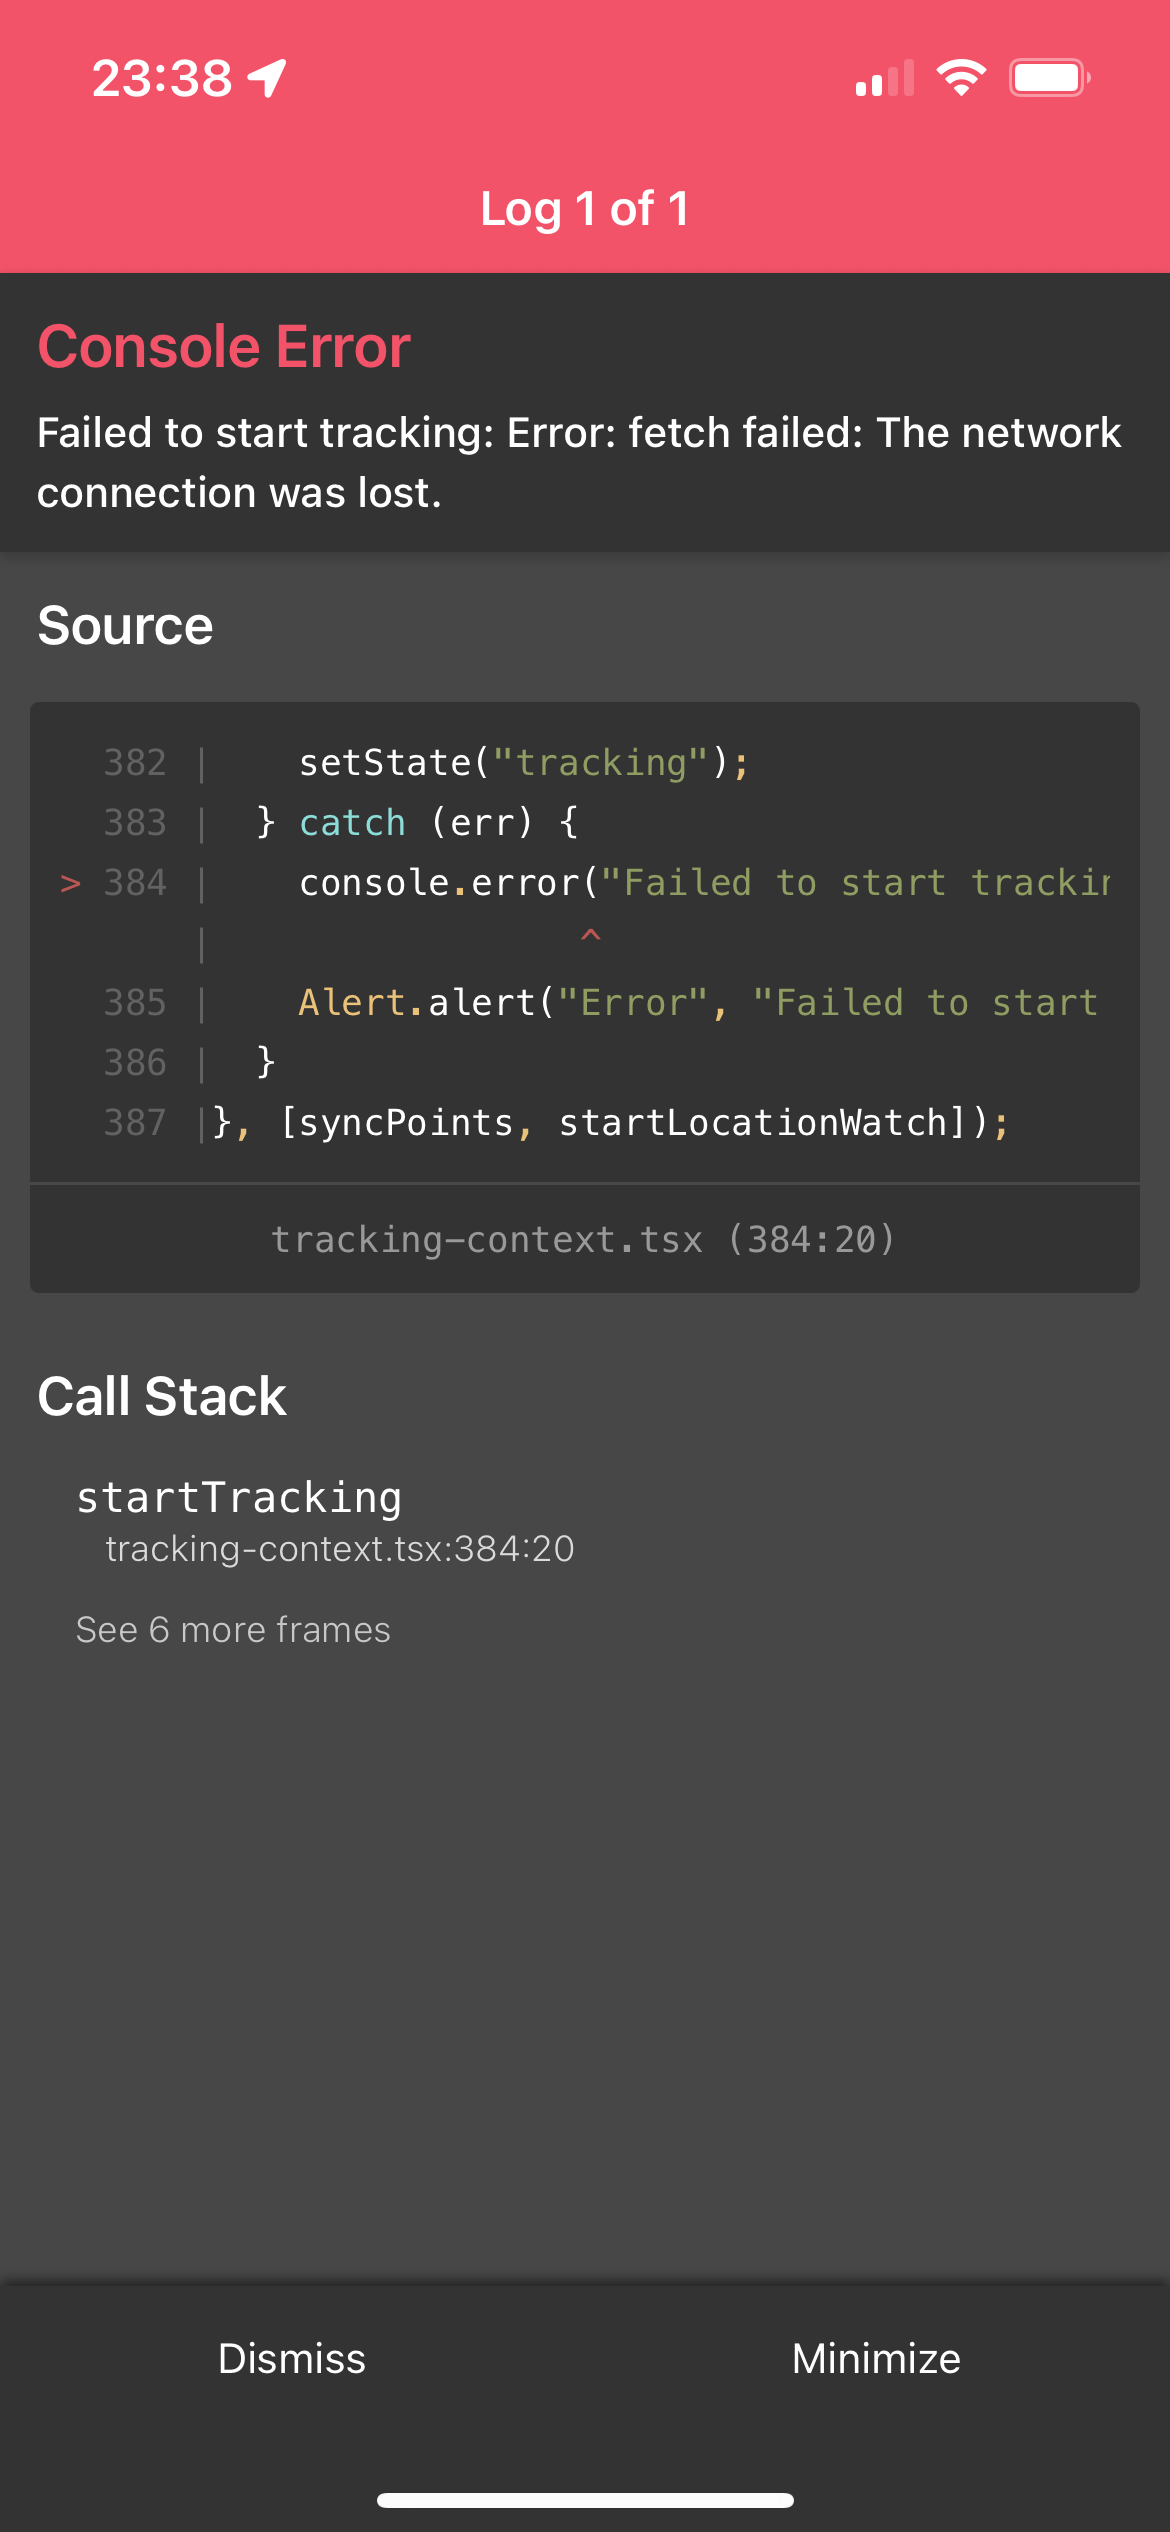 23:38
Log 1 of 1
Console Error
Failed to start tracking: Error: fetch failed: The network
connection was lost.
Source
382 |     setState("tracking");
383 |   } catch (err) {
> 384 |     console.error("Failed to start trackin
|                  ^
385 |     Alert.alert("Error", "Failed to start
386 |   }
387 |}, [syncPoints, startLocationWatch]);
tracking-context.tsx (384:20)
Call Stack
startTracking
tracking-context.tsx:384:20
See 6 more frames
Dismiss
Minimize